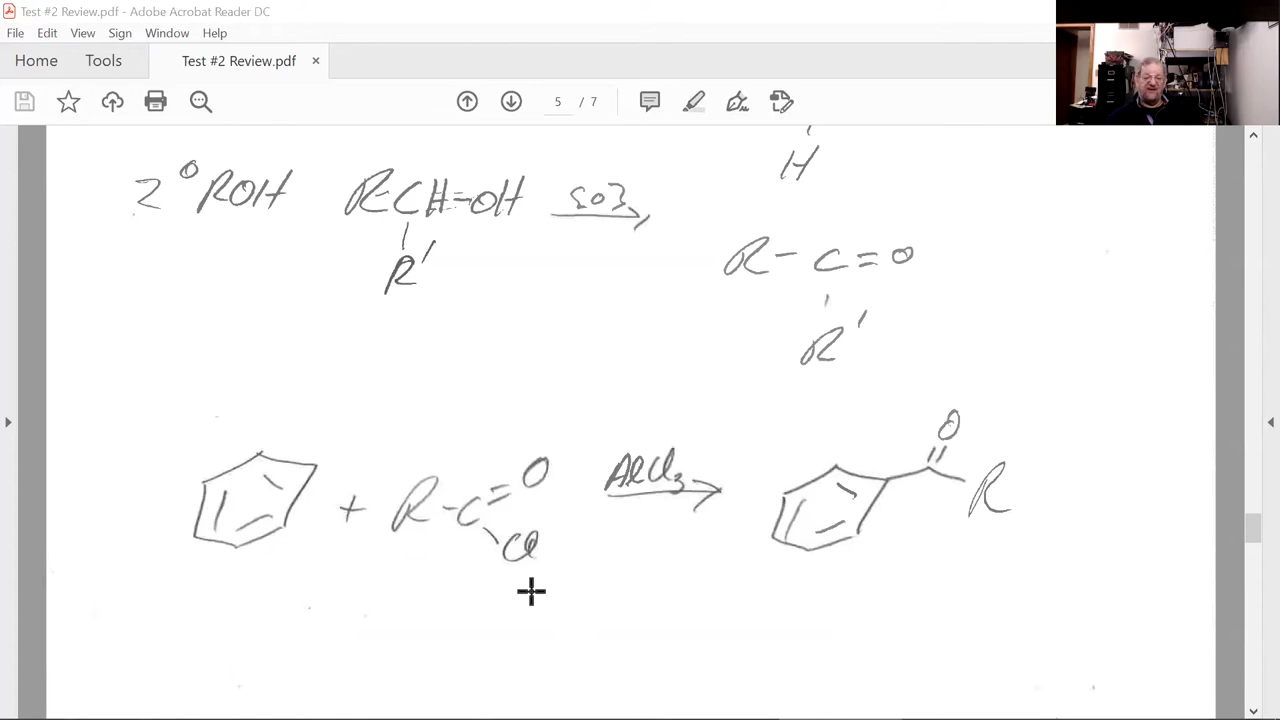 Test #2 Review.pdf - Adobe Acrobat Reader DC
File Edit View Sign Window Help
Home Tools Test #2 Review.pdf ×
5 / 7
H
2° ROH RCH-OH [O]
R'
R - C = O
R'
+ R - C = O AlCl3 O
Cl R